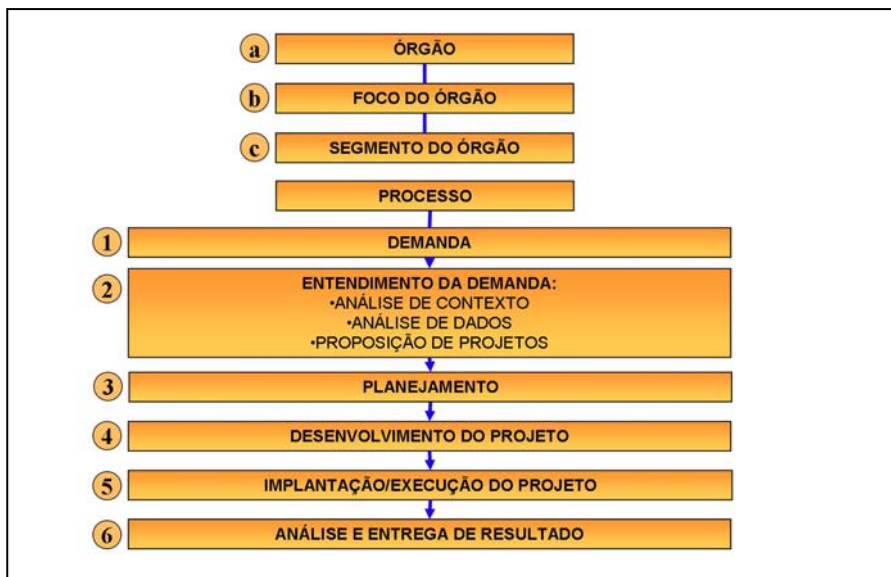 a ÓRGÃO
b FOCO DO ÓRGÃO
c SEGMENTO DO ÓRGÃO
PROCESSO
1 DEMANDA
2 ENTENDIMENTO DA DEMANDA:
•ANÁLISE DE CONTEXTO
•ANÁLISE DE DADOS
•PROPOSIÇÃO DE PROJETOS
3 PLANEJAMENTO
4 DESENVOLVIMENTO DO PROJETO
5 IMPLANTAÇÃO/EXECUÇÃO DO PROJETO
6 ANÁLISE E ENTREGA DE RESULTADO